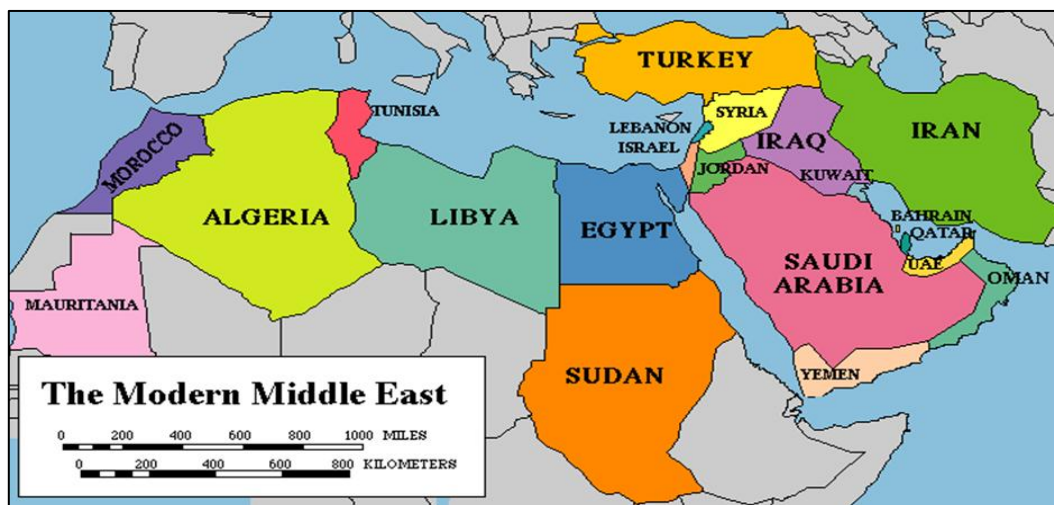 TURKEY
TUNISIA
SYRIA
LEBANON
ISRAEL
IRAQ
IRAN
MOROCCO
JORDAN
KUWAIT
ALGERIA
LIBYA
EGYPT
BAHRAIN
QATAR
UAE
SAUDI
ARABIA
OMAN
MAURITANIA
YEMEN
SUDAN
The Modern Middle East
0 200 400 600 800 1000 MILES
0 200 400 600 800 KILOMETERS